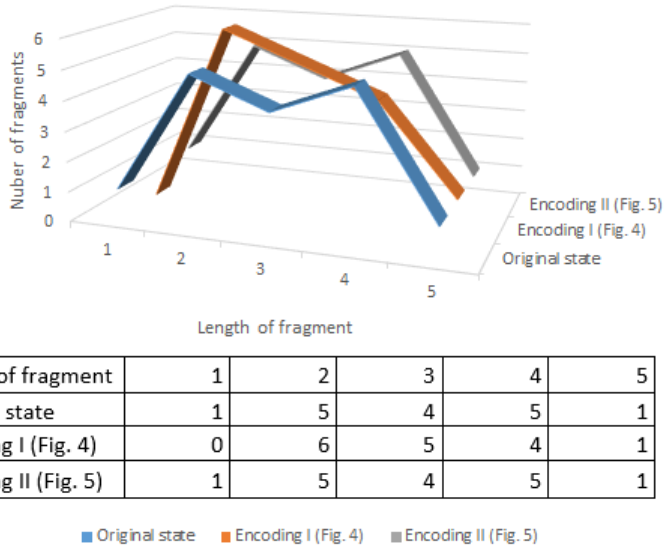 6
5
4
3
2
1
0
Nuber of fragments
1
2
3
4
5
Encoding II (Fig. 5)
Encoding I (Fig. 4)
Original state
Length of fragment
of fragment 1 2 3 4 5
state 1 5 4 5 1
g I (Fig. 4) 0 6 5 4 1
g II (Fig. 5) 1 5 4 5 1
Original state Encoding I (Fig. 4) Encoding II (Fig. 5)